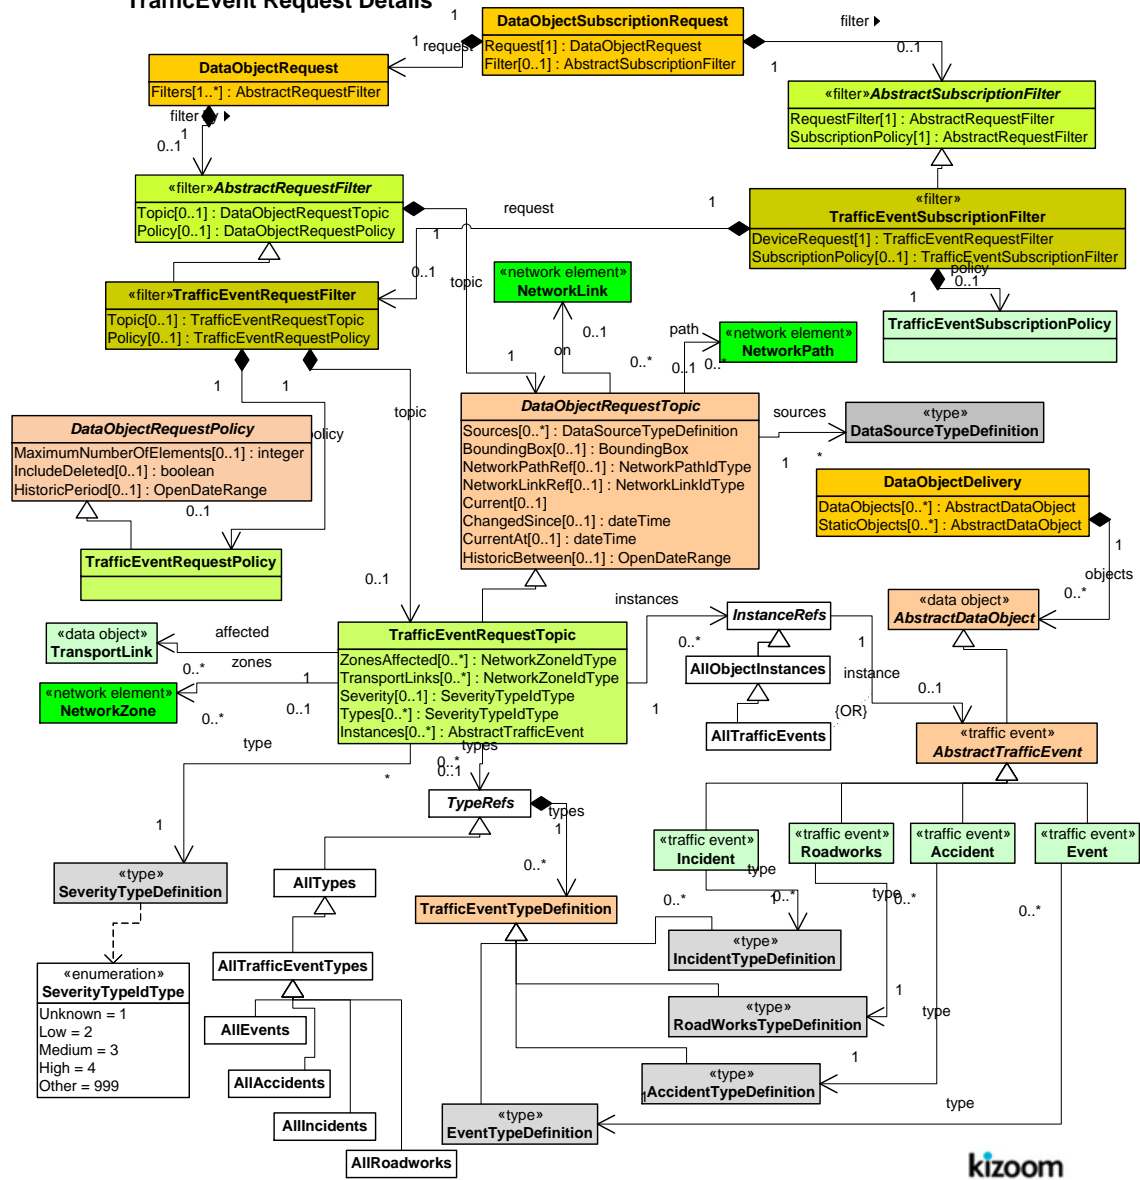 TrafficEvent Request Details
DataObjectSubscriptionRequest
Request[1] : DataObjectRequest
Filter[0..1] : AbstractSubscriptionFilter
1
1
request
filter
0..1
1
DataObjectRequest
Filters[1..*] : AbstractRequestFilter
filter by
1
0..1
«filter»AbstractSubscriptionFilter
RequestFilter[1] : AbstractRequestFilter
SubscriptionPolicy[1] : AbstractRequestFilter
«filter»AbstractRequestFilter
Topic[0..1] : DataObjectRequestTopic
Policy[0..1] : DataObjectRequestPolicy
request
1
1
0..1
topic
«filter»
TrafficEventSubscriptionFilter
DeviceRequest[1] : TrafficEventRequestFilter
SubscriptionPolicy[0..1] : TrafficEventSubscriptionFilter
policy
0..1
1
«network element»
NetworkLink
«filter»TrafficEventRequestFilter
Topic[0..1] : TrafficEventRequestTopic
Policy[0..1] : TrafficEventRequestPolicy
TrafficEventSubscriptionPolicy
0..1
on
path
«network element»
NetworkPath
0..*
0..1
0..*
1
1
1
topic
policy
DataObjectRequestPolicy
MaximumNumberOfElements[0..1] : integer
IncludeDeleted[0..1] : boolean
HistoricPeriod[0..1] : OpenDateRange
0..1
DataObjectRequestTopic
Sources[0..*] : DataSourceTypeDefinition
BoundingBox[0..1] : BoundingBox
NetworkPathRef[0..1] : NetworkPathIdType
NetworkLinkRef[0..1] : NetworkLinkIdType
Current[0..1]
ChangedSince[0..1] : dateTime
CurrentAt[0..1] : dateTime
HistoricBetween[0..1] : OpenDateRange
sources
1
*
«type»
DataSourceTypeDefinition
DataObjectDelivery
DataObjects[0..*] : AbstractDataObject
StaticObjects[0..*] : AbstractDataObject
1
objects
0..*
TrafficEventRequestPolicy
0..1
instances
InstanceRefs
«data object»
AbstractDataObject
«data object»
TransportLink
affected
zones
0..*
«network element»
NetworkZone
0..*
1
0..1
TrafficEventRequestTopic
ZonesAffected[0..*] : NetworkZoneIdType
TransportLinks[0..*] : NetworkZoneIdType
Severity[0..1] : SeverityTypeIdType
Types[0..*] : SeverityTypeIdType
Instances[0..*] : AbstractTrafficEvent
0..*
1
1
AllObjectInstances
instance
0..1
{OR}
AllTrafficEvents
«traffic event»
AbstractTrafficEvent
type
*
1
types
0..*
0..1
TypeRefs
types
1
0..*
«traffic event»
Incident
«traffic event»
Roadworks
«traffic event»
Accident
«traffic event»
Event
«type»
SeverityTypeDefinition
AllTypes
TrafficEventTypeDefinition
type
0..*
1
0..*
type
0..*
0..*
«type»
IncidentTypeDefinition
AllTrafficEventTypes
«enumeration»
SeverityTypeIdType
Unknown = 1
Low = 2
Medium = 3
High = 4
Other = 999
AllEvents
AllAccidents
AllIncidents
AllRoadworks
1
«type»
RoadWorksTypeDefinition
type
1
«type»
AccidentTypeDefinition
1
«type»
EventTypeDefinition
type
kizoom